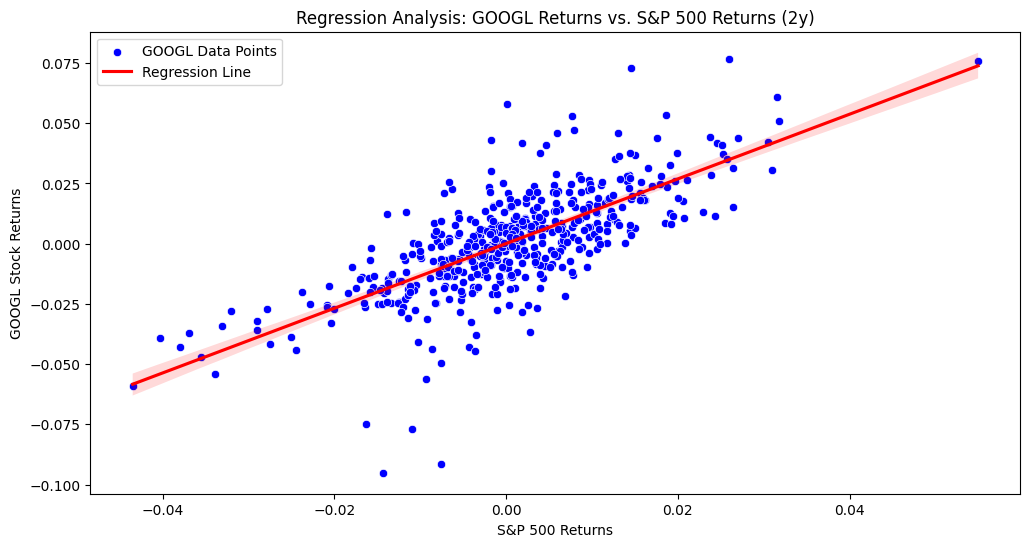 Regression Analysis: GOOGL Returns vs. S&P 500 Returns (2y)
GOOGL Data Points
Regression Line
GOOGL Stock Returns
0.075
0.050
0.025
0.000
−0.025
−0.050
−0.075
−0.100
−0.04
−0.02
0.00
0.02
0.04
S&P 500 Returns